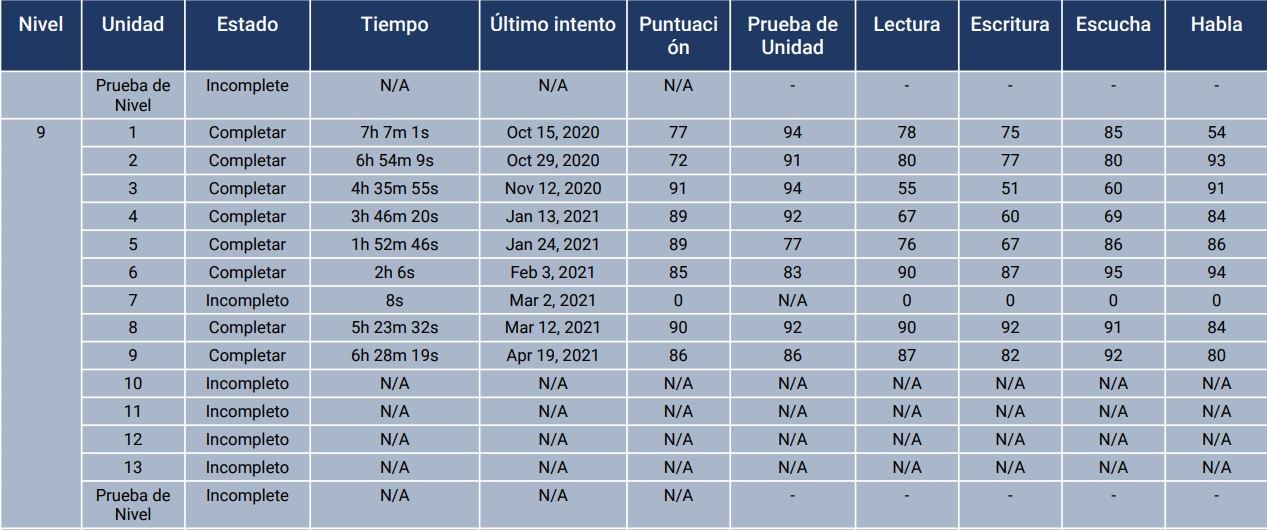 Nivel Unidad Estado Tiempo Último intento Puntuaci Prueba de Lectura Escritura Escucha Habla
ón Unidad
Prueba de Incomplete N/A N/A N/A - - - - -
Nivel
9 1 Completar 7h 7m 1s Oct 15, 2020 77 94 78 75 85 54
2 Completar 6h 54m 9s Oct 29, 2020 72 91 80 77 80 93
3 Completar 4h 35m 55s Nov 12, 2020 91 94 55 51 60 91
4 Completar 3h 46m 20s Jan 13, 2021 89 92 67 60 69 84
5 Completar 1h 52m 46s Jan 24, 2021 89 77 76 67 86 86
6 Completar 2h 6s Feb 3, 2021 85 83 90 87 95 94
7 Incompleto 8s Mar 2, 2021 0 N/A 0 0 0 0
8 Completar 5h 23m 32s Mar 12, 2021 90 92 90 92 91 84
9 Completar 6h 28m 19s Apr 19, 2021 86 86 87 82 92 80
10 Incompleto N/A N/A N/A N/A N/A N/A N/A N/A
11 Incompleto N/A N/A N/A N/A N/A N/A N/A N/A
12 Incompleto N/A N/A N/A N/A N/A N/A N/A N/A
13 Incompleto N/A N/A N/A N/A N/A N/A N/A N/A
Prueba de Incomplete N/A N/A N/A - - - - -
Nivel